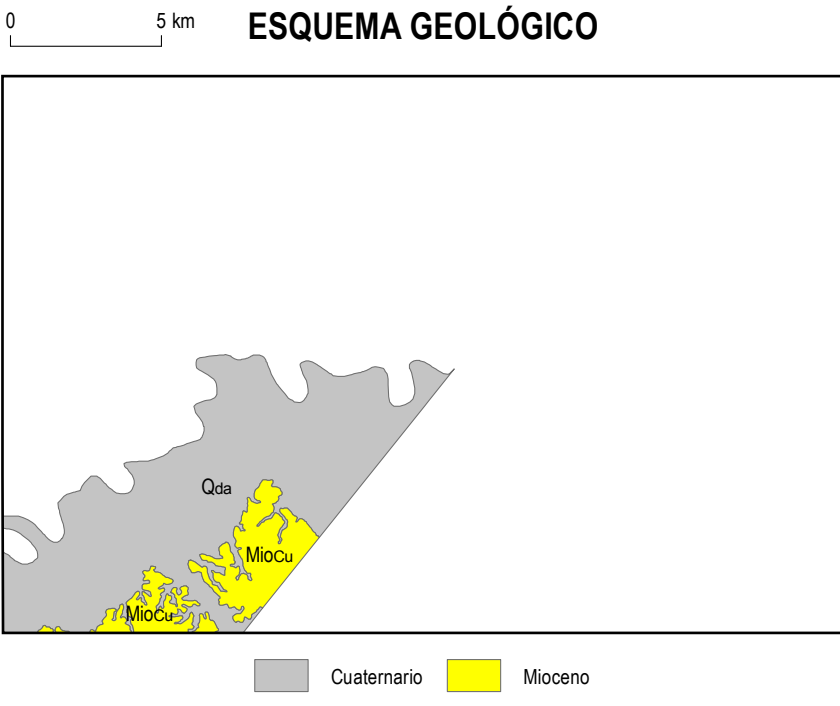 0 5 km
ESQUEMA GEOLÓGICO
Qda
MioCu
MioCu
Cuaternario
Mioceno